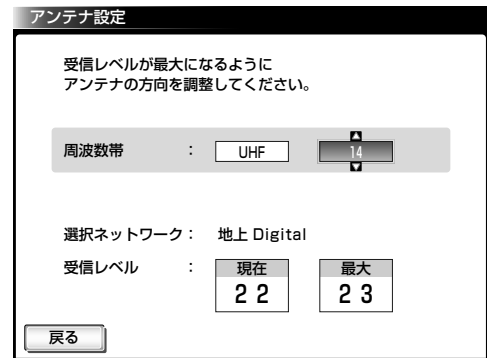 アンテナ設定
受信レベルが最大になるように
アンテナの方向を調整してください。
周波数帯 : UHF 14
選択ネットワーク： 地上 Digital
受信レベル : 現在 最大
22 23
戻る